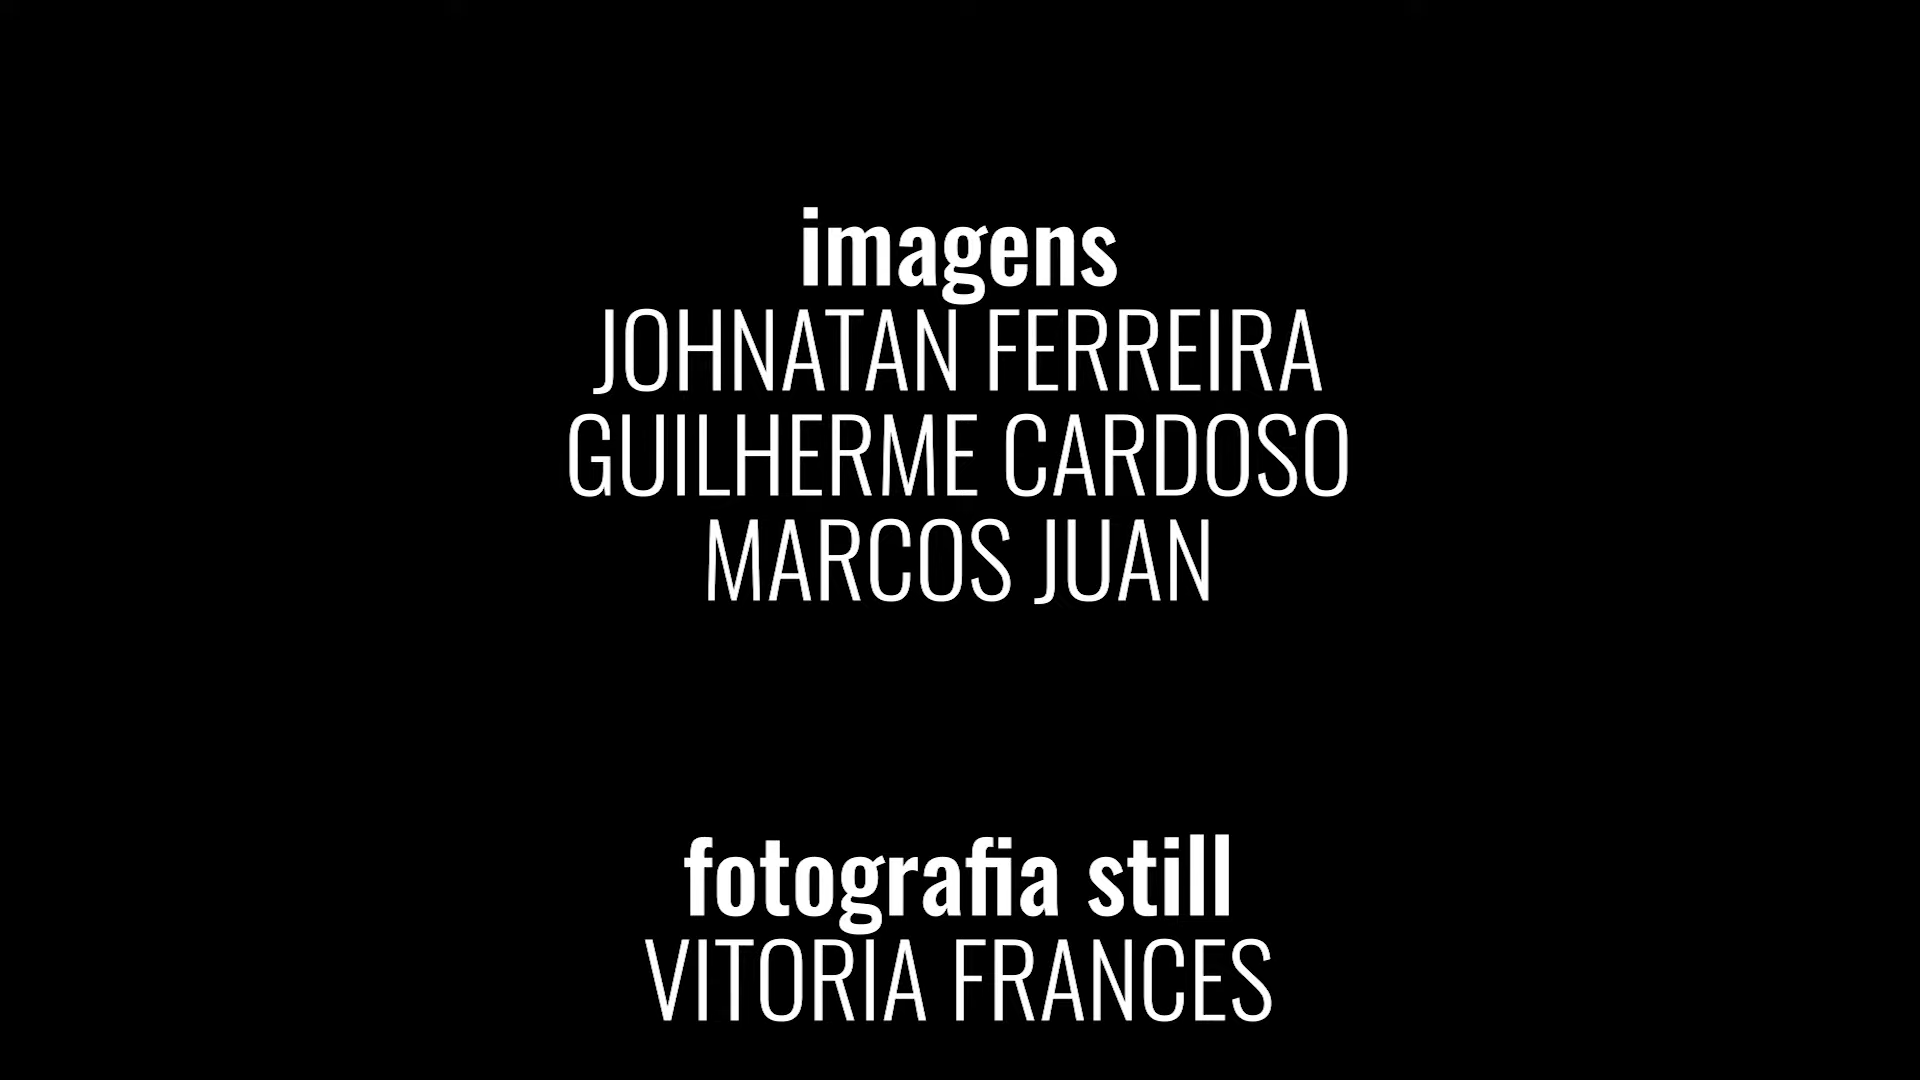 imagens
JOHNATAN FERREIRA
GUILHERME CARDOSO
MARCOS JUAN
fotografia still
VITORIA FRANCES